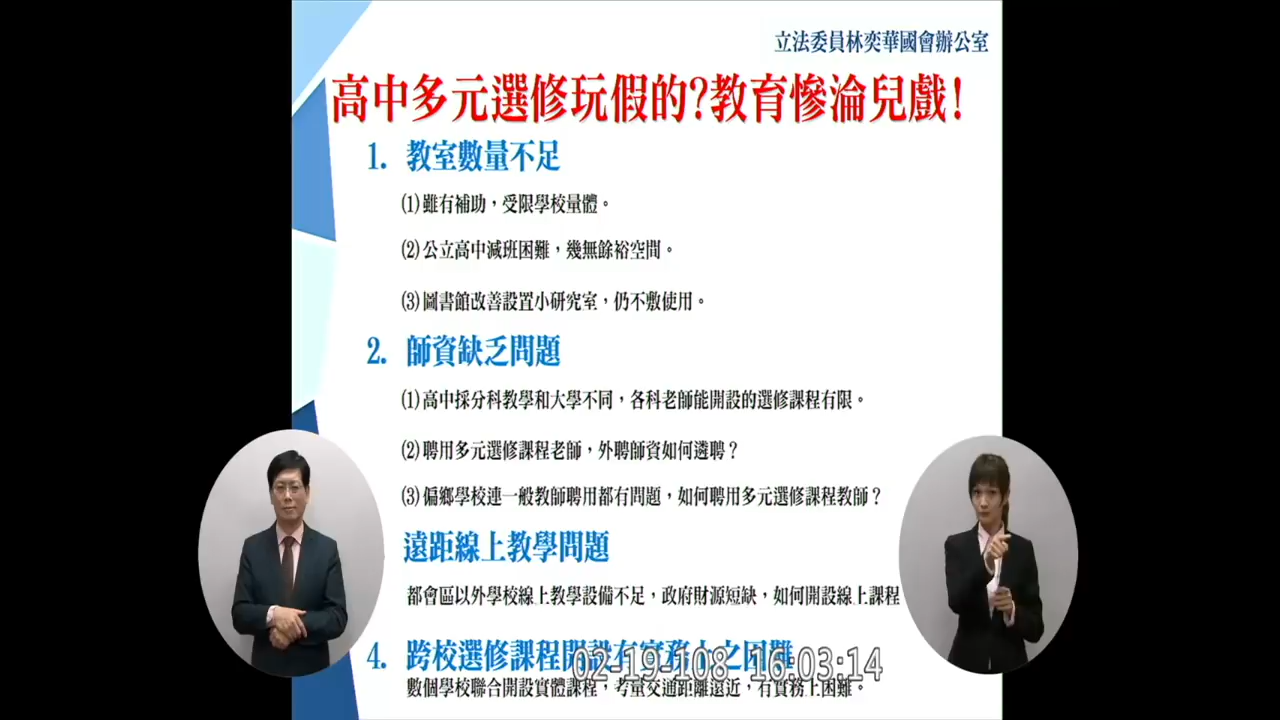 立法委員林奕華國會辦公室
高中多元選修玩假的?教育慘淪兒戲!
1. 教室數量不足
(1)雖有補助，受限學校量體。
(2)公立高中減班困難，幾無餘裕空間。
(3)圖書館改善設置小研究室，仍不敷使用。
2. 師資缺乏問題
(1)高中採分科教學和大學不同，各科老師能開設的選修課程有限。
(2)聘用多元選修課程老師，外聘師資如何遴聘？
(3)偏鄉學校連一般教師聘用都有問題，如何聘用多元選修課程教師？
遠距線上教學問題
都會區以外學校線上教學設備不足，政府財源短缺，如何開設線上課程
4. 跨校選修課程開設有實務上之困難
02-19-108 16:03:14
數個學校聯合開設實體課程，考量交通距離遠近，有實務上困難。